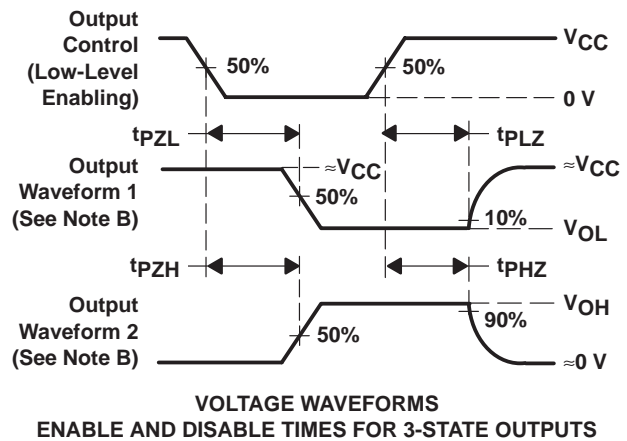 Output
Control
(Low-Level
Enabling)
VCC
50%
50%
0 V
tPZL
tPLZ
Output
Waveform 1
(See Note B)
≈VCC
≈VCC
50%
10%
VOL
tPZH
tPHZ
Output
Waveform 2
(See Note B)
VOH
50%
90%
≈0 V
VOLTAGE WAVEFORMS
ENABLE AND DISABLE TIMES FOR 3-STATE OUTPUTS